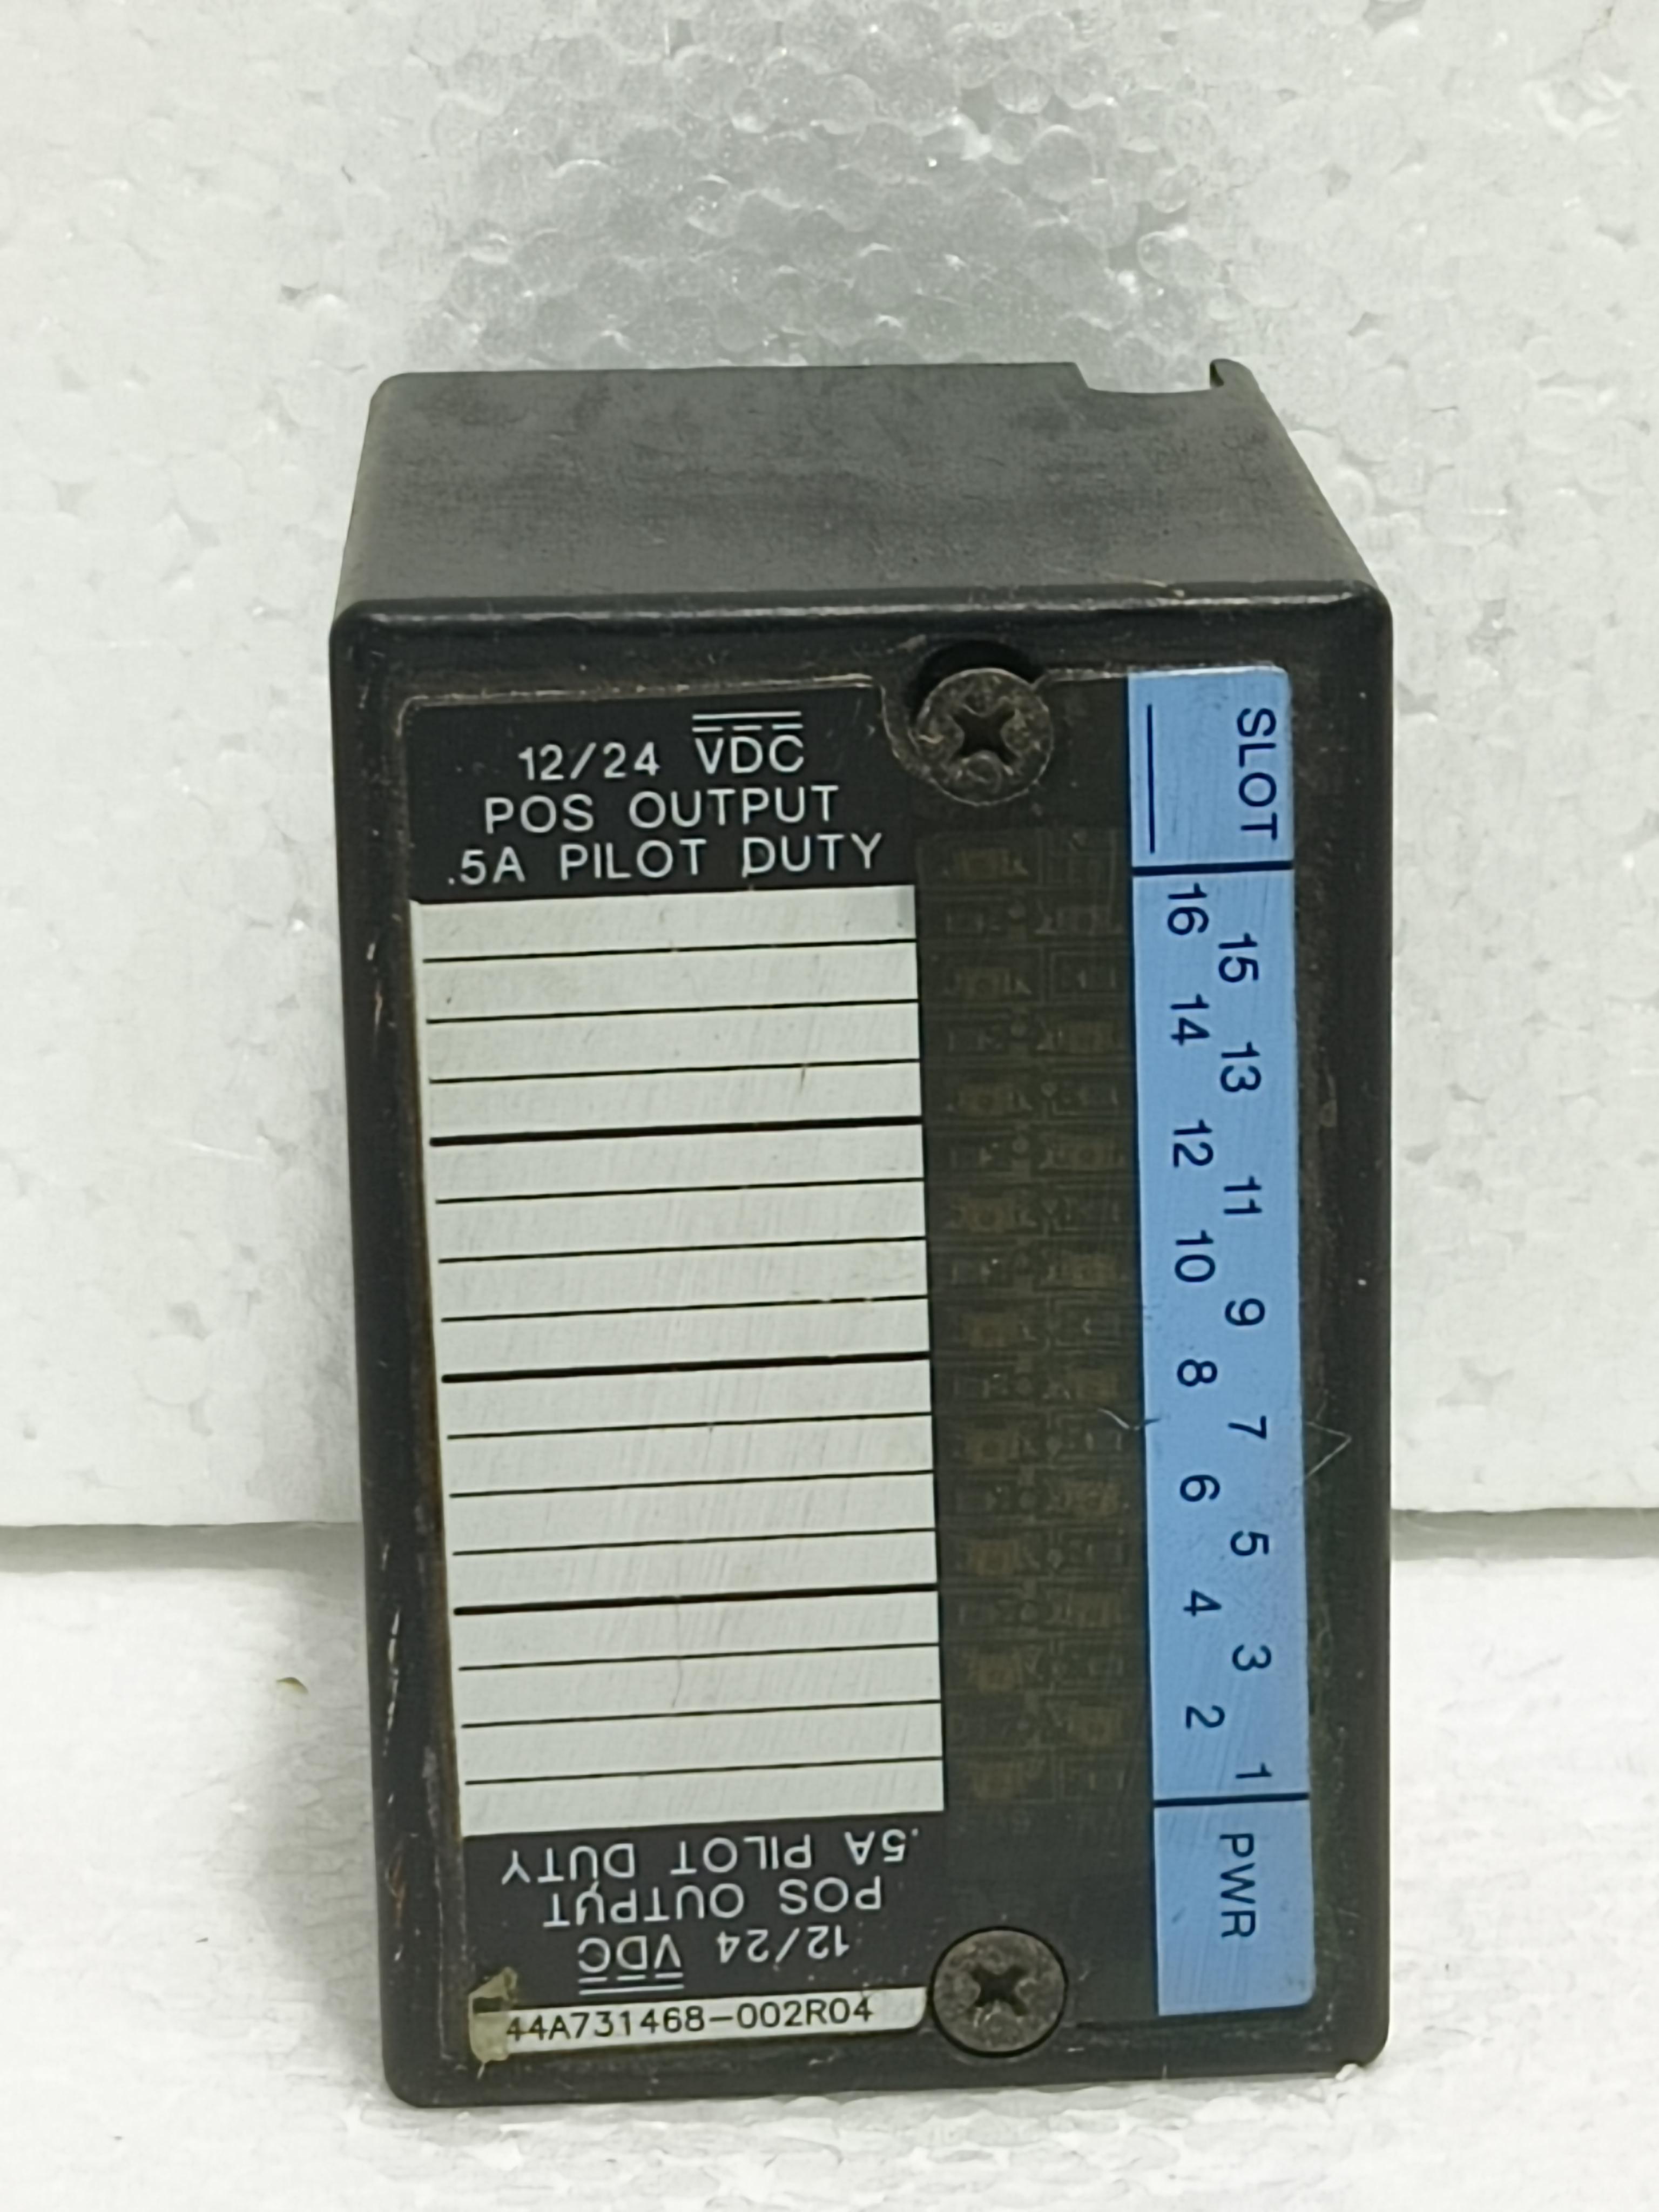 12/24 VDC
POS OUTPUT
.5A PILOT DUTY
SLOT
16 15
14 13
12 11
10 9
8 7
6 5
4 3
2 1
PWR
.5A PILOT DUTY
POS OUTPUT
12/24 VDC
44A731468-002R04